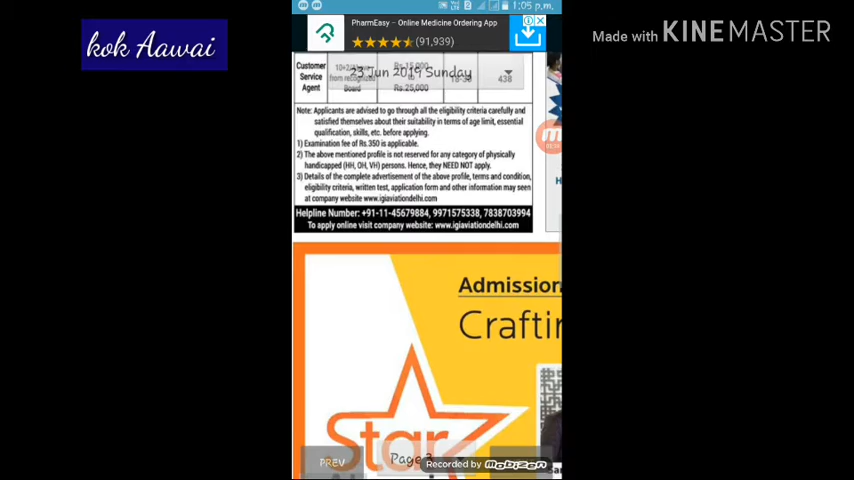 kok Aawai
Made with KINEMASTER
1:05 p.m.
PharmEasy – Online Medicine Ordering App
(91,939)
23 Jun 2019 Sunday
Customer Service Agent
Rs.15,000
Rs.25,000
438
Note: Applicants are advised to go through all the eligibility criteria carefully and
satisfied themselves about their suitability in terms of age limit, essential
qualification, skills, etc. before applying.
1) Examination fee of Rs.350 is applicable.
2) The above mentioned profile is not reserved for any category of physically
handicapped (HH, OH, VH) persons. Hence, they NEED NOT apply.
3) Details of the complete advertisement of the above profile, terms and condition,
eligibility criteria, written test, application form and other information may seen
at company website www.igiaviationdelhi.com
Helpline Number: +91-11-45679884, 9971575338, 7838703994
To apply online visit company website: www.igiaviationdelhi.com
Admission
Craftin
Star
PREV
Page 3
Recorded by mobizen